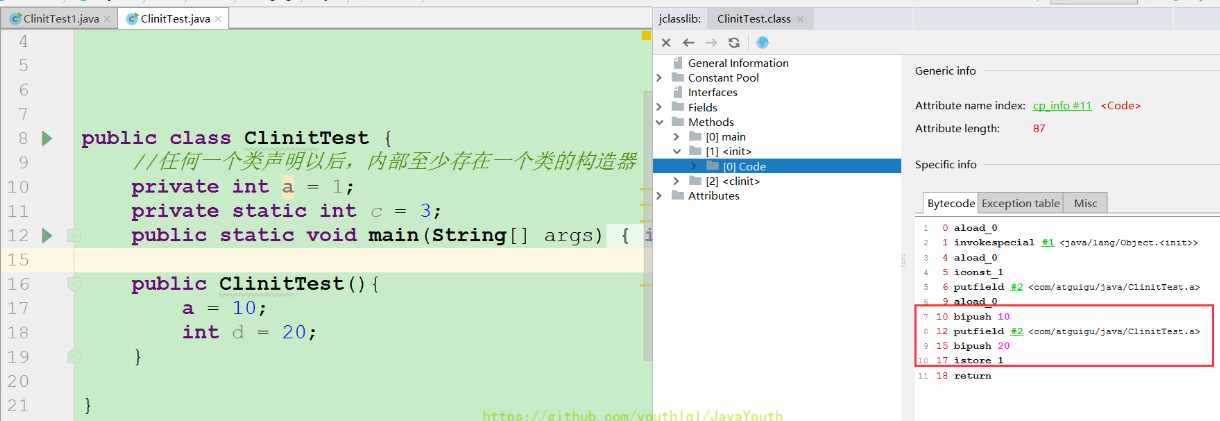 ClinitTest1.java
ClinitTest.java
4
5
6
7
8 public class ClinitTest {
9 //任何一个类声明以后，内部至少存在一个类的构造器
10 private int a = 1;
11 private static int c = 3;
12 public static void main(String[] args) { i
15
16 public ClinitTest(){
17 a = 10;
18 int d = 20;
19 }
20
21 }
jclasslib:
ClinitTest.class
General Information
Constant Pool
Interfaces
Fields
Methods
[0] main
[1] <init>
[0] Code
[2] <clinit>
Attributes
Generic info
Attribute name index: cp_info #11 <Code>
Attribute length: 87
Specific info
Bytecode
Exception table
Misc
1 0 aload_0
2 1 invokespecial #1 <java/lang/Object.<init>>
3 4 aload_0
4 5 iconst_1
5 6 putfield #2 <com/atguigu/java/ClinitTest.a>
6 9 aload_0
7 10 bipush 10
8 12 putfield #2 <com/atguigu/java/ClinitTest.a>
9 15 bipush 20
10 17 istore_1
11 18 return
https://github.com/youthlql/JavaYouth